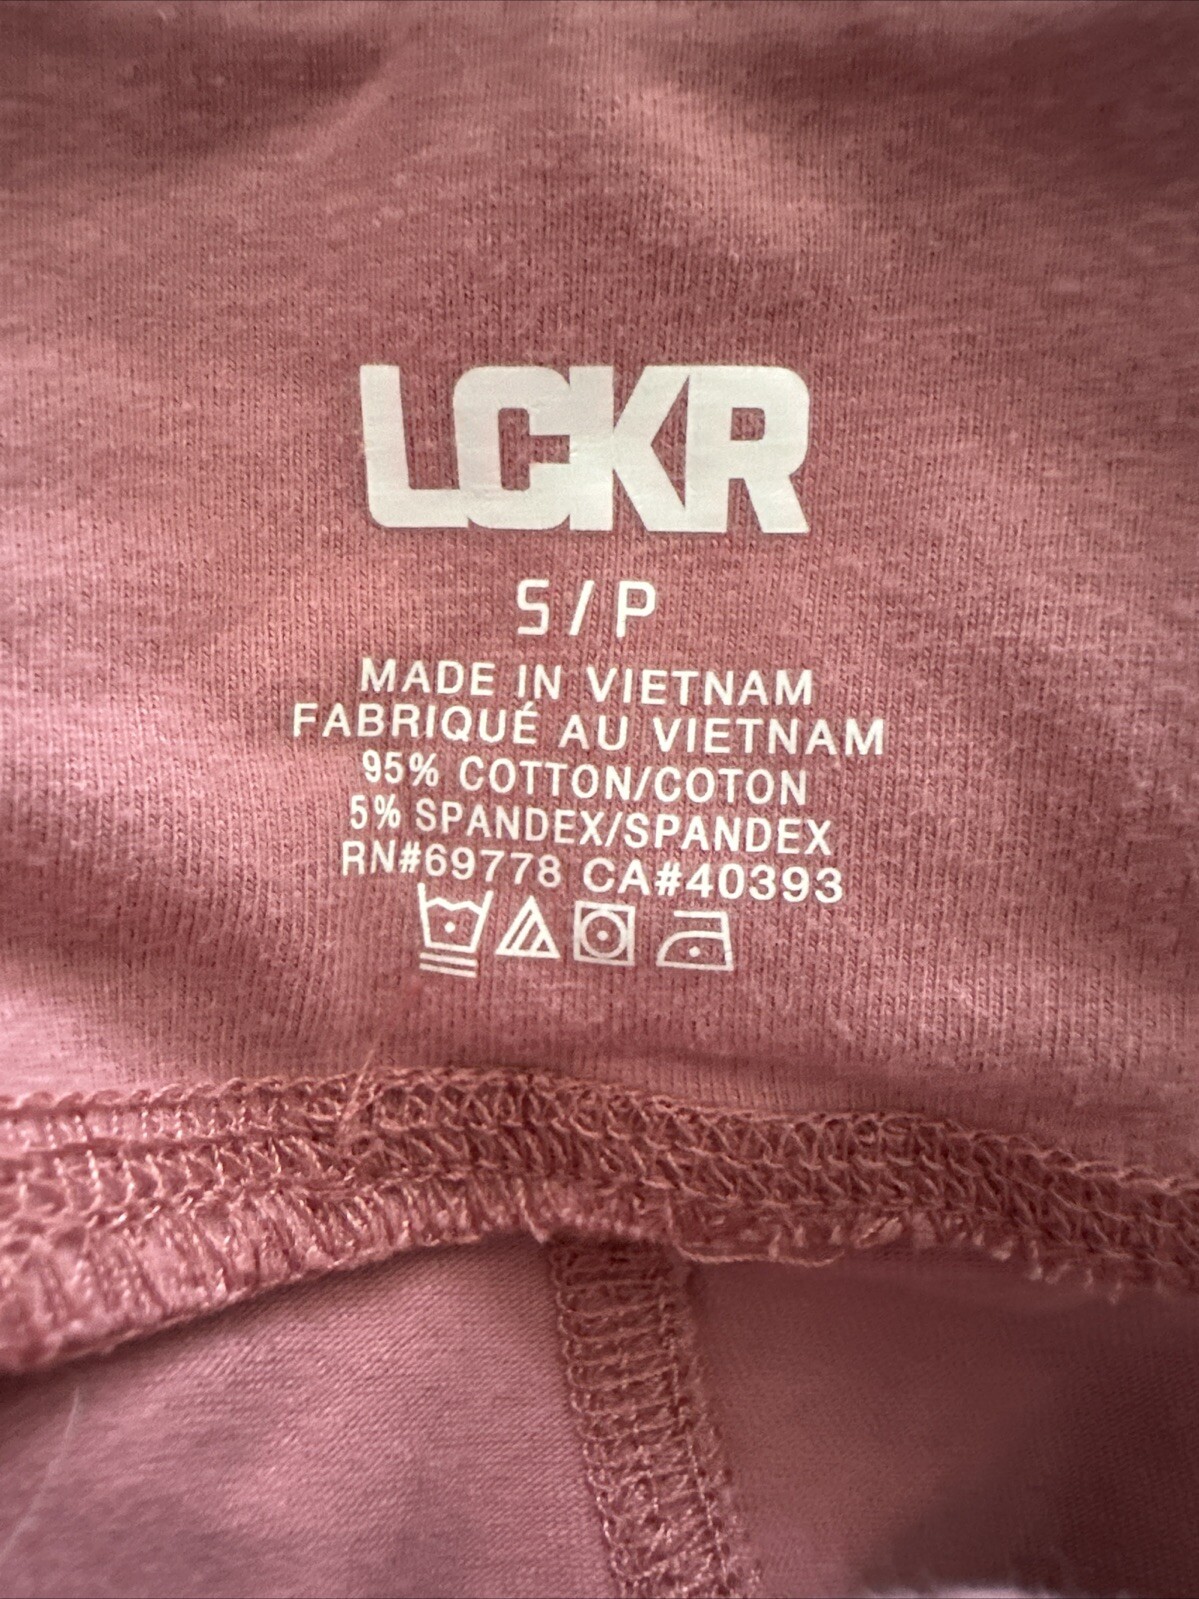 LCKR
S/P
MADE IN VIETNAM
FABRIQUÉ AU VIETNAM
95% COTTON/COTON
5% SPANDEX/SPANDEX
RN#69778 CA#40393